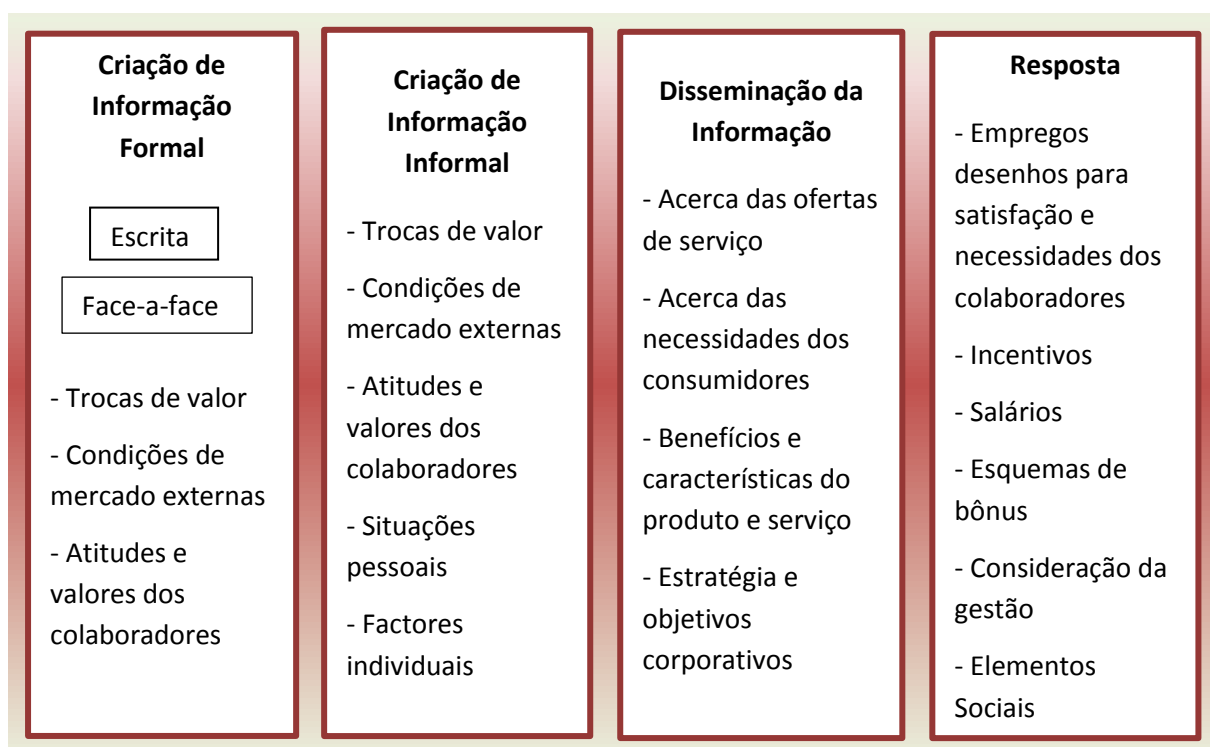 Criação de
Informação
Formal
Escrita
Face-a-face
- Trocas de valor
- Condições de
mercado externas
- Atitudes e
valores dos
colaboradores
Criação de
Informação
Informal
- Trocas de valor
- Condições de
mercado externas
- Atitudes e
valores dos
colaboradores
- Situações
pessoais
- Factores
individuais
Disseminação da
Informação
- Acerca das ofertas
de serviço
- Acerca das
necessidades dos
consumidores
- Benefícios e
características do
produto e serviço
- Estratégia e
objetivos
corporativos
Resposta
- Empregos
desenhos para
satisfação e
necessidades dos
colaboradores
- Incentivos
- Salários
- Esquemas de
bônus
- Consideração da
gestão
- Elementos
Sociais